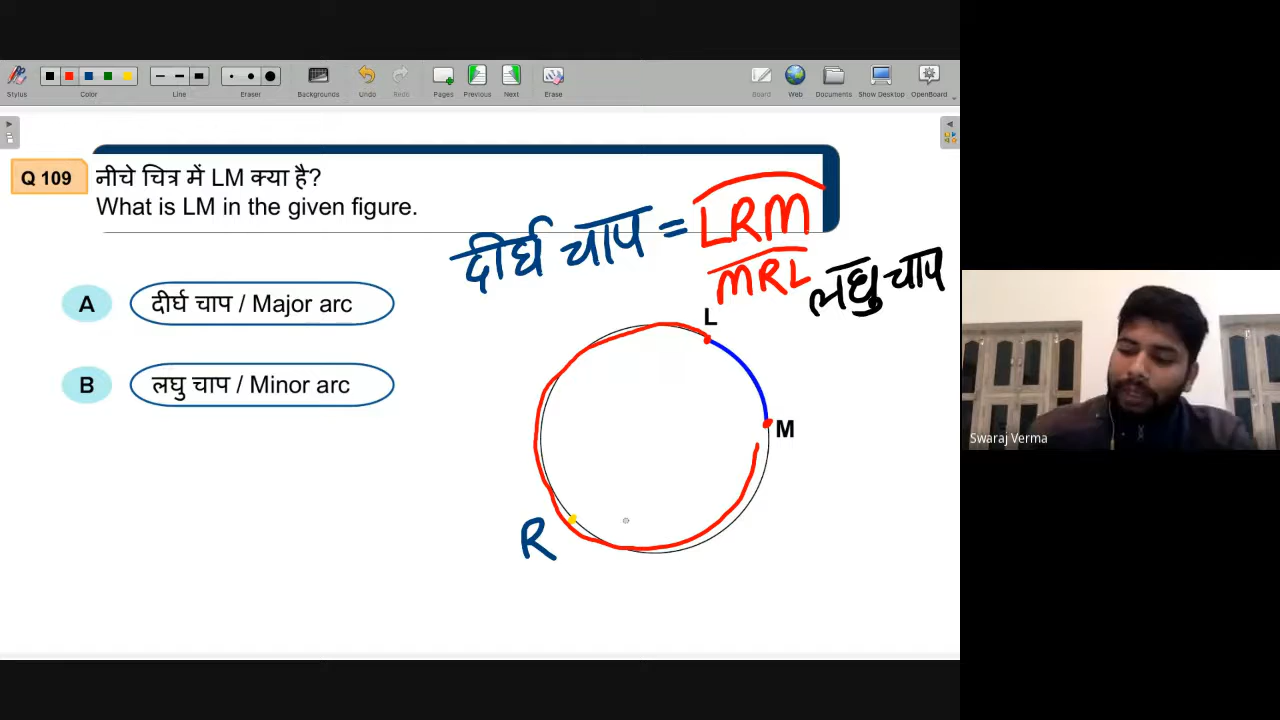 Stylus
Color
Line
Eraser
Backgrounds
Undo
Redo
Pages
Previous
Next
Erase
Board
Web
Documents
Show Desktop
OpenBoard
Q 109
नीचे चित्र में LM क्या है?
What is LM in the given figure.
दीर्घ चाप = LRM
MRL
लघु चाप
A
दीर्घ चाप / Major arc
B
लघु चाप / Minor arc
L
M
R
Swaraj Verma